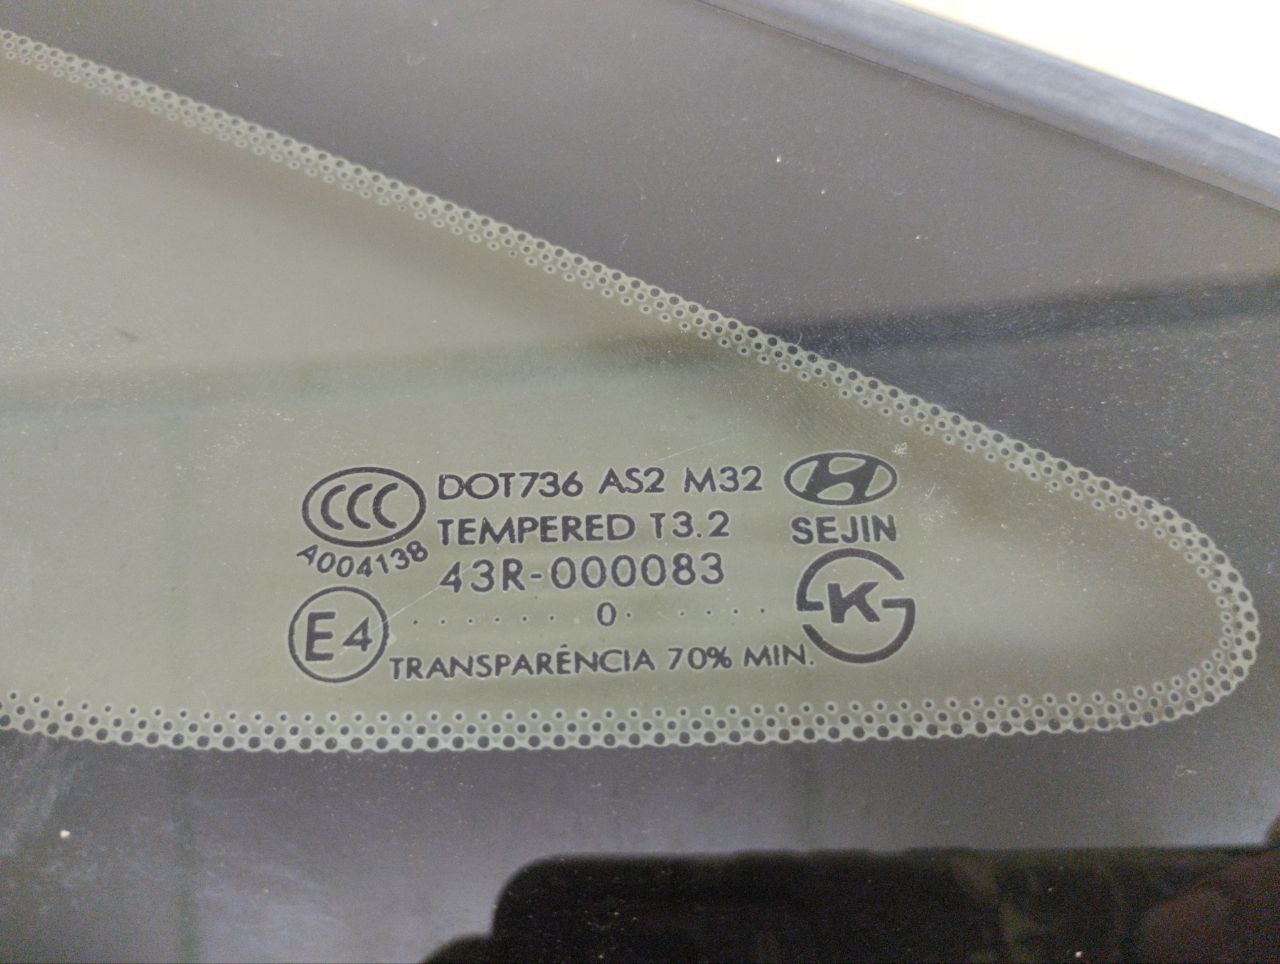 CCC DOT736 AS2 M32
TEMPERED T3.2 SEJIN
A004138 43R-000083
E4 . . . . . . 0 . . . . . K
TRANSPARÊNCIA 70% MIN.